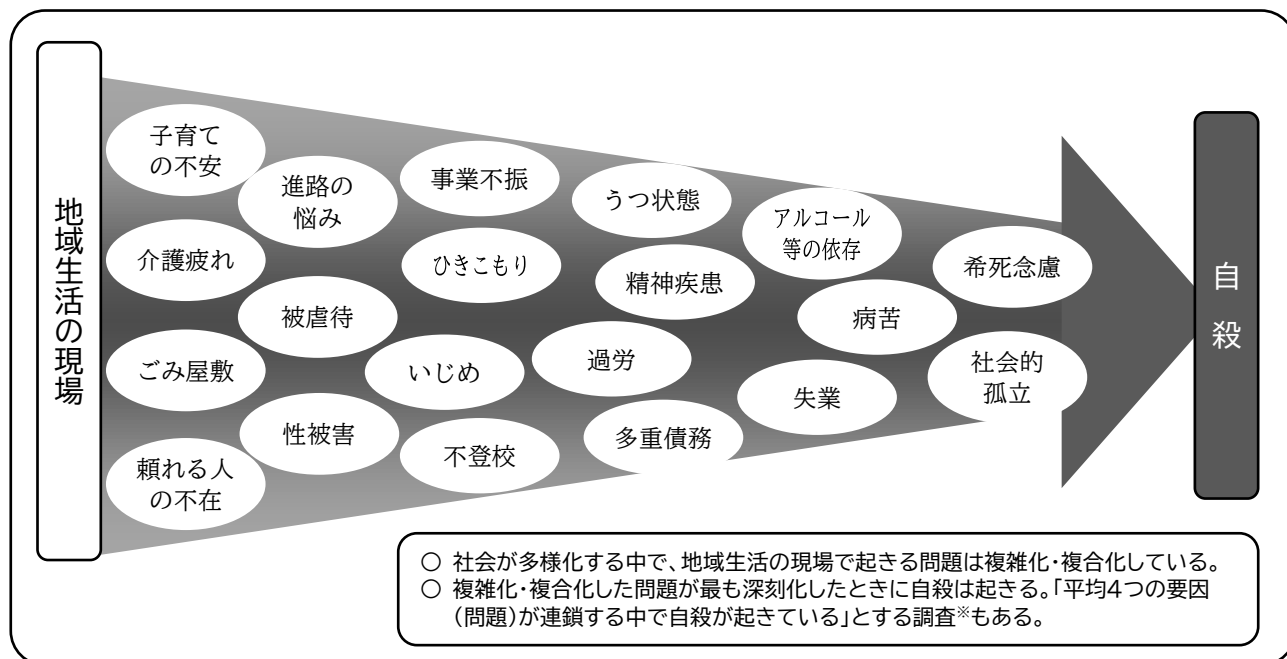 地域生活の現場
子育て
の不安
進路の
悩み
事業不振
うつ状態
アルコール
等の依存
希死念慮
介護疲れ
ひきこもり
精神疾患
被虐待
病苦
ごみ屋敷
いじめ
過労
社会的
孤立
失業
性被害
不登校
多重債務
頼れる人
の不在
自殺
○ 社会が多様化する中で、地域生活の現場で起きる問題は複雑化・複合化している。
○ 複雑化・複合化した問題が最も深刻化したときに自殺は起きる。「平均4つの要因
(問題)が連鎖する中で自殺が起きている」とする調査※もある。